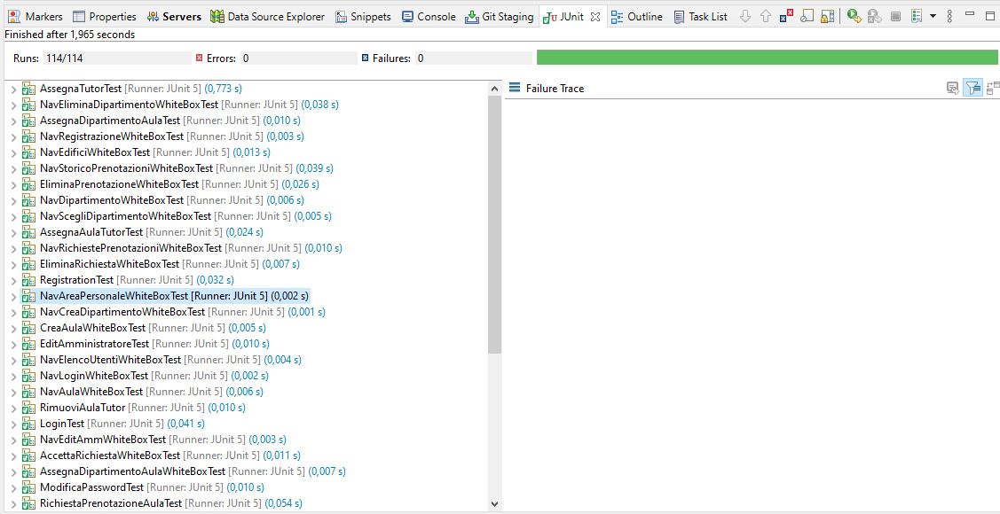 Markers Properties Servers Data Source Explorer Snippets Console Git Staging JUnit Outline Task List
Finished after 1,965 seconds
Runs: 114/114 Errors: 0 Failures: 0
AssegnaTutorTest [Runner: JUnit 5] (0,773 s)
NavEliminaDipartimentoWhiteBoxTest [Runner: JUnit 5] (0,038 s)
AssegnaDipartimentoAulaTest [Runner: JUnit 5] (0,010 s)
NavRegistrazioneWhiteBoxTest [Runner: JUnit 5] (0,003 s)
NavEdificiWhiteBoxTest [Runner: JUnit 5] (0,013 s)
NavStoricoPrenotazioniWhiteBoxTest [Runner: JUnit 5] (0,039 s)
EliminaPrenotazioneWhiteBoxTest [Runner: JUnit 5] (0,026 s)
NavDipartimentoWhiteBoxTest [Runner: JUnit 5] (0,006 s)
NavScegliDipartimentoWhiteBoxTest [Runner: JUnit 5] (0,005 s)
AssegnaAulaTutorTest [Runner: JUnit 5] (0,024 s)
NavRichiestePrenotazioniWhiteBoxTest [Runner: JUnit 5] (0,010 s)
EliminaRichiestaWhiteBoxTest [Runner: JUnit 5] (0,007 s)
RegistrationTest [Runner: JUnit 5] (0,032 s)
NavAreaPersonaleWhiteBoxTest [Runner: JUnit 5] (0,002 s)
NavCreaDipartimentoWhiteBoxTest [Runner: JUnit 5] (0,001 s)
CreaAulaWhiteBoxTest [Runner: JUnit 5] (0,005 s)
EditAmministratoreTest [Runner: JUnit 5] (0,010 s)
NavElencoUtentiWhiteBoxTest [Runner: JUnit 5] (0,004 s)
NavLoginWhiteBoxTest [Runner: JUnit 5] (0,002 s)
NavAulaWhiteBoxTest [Runner: JUnit 5] (0,006 s)
RimuoviAulaTutor [Runner: JUnit 5] (0,010 s)
LoginTest [Runner: JUnit 5] (0,041 s)
NavEditAmmWhiteBoxTest [Runner: JUnit 5] (0,003 s)
AccettaRichiestaWhiteBoxTest [Runner: JUnit 5] (0,011 s)
AssegnaDipartimentoAulaWhiteBoxTest [Runner: JUnit 5] (0,007 s)
ModificaPasswordTest [Runner: JUnit 5] (0,010 s)
RichiestaPrenotazioneAulaTest [Runner: JUnit 5] (0,054 s)
Failure Trace